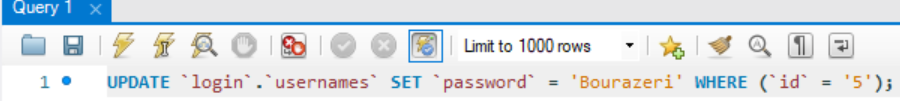 Query 1
Limit to 1000 rows
1 UPDATE `login`.`usernames` SET `password` = 'Bourazeri' WHERE (`id` = '5');